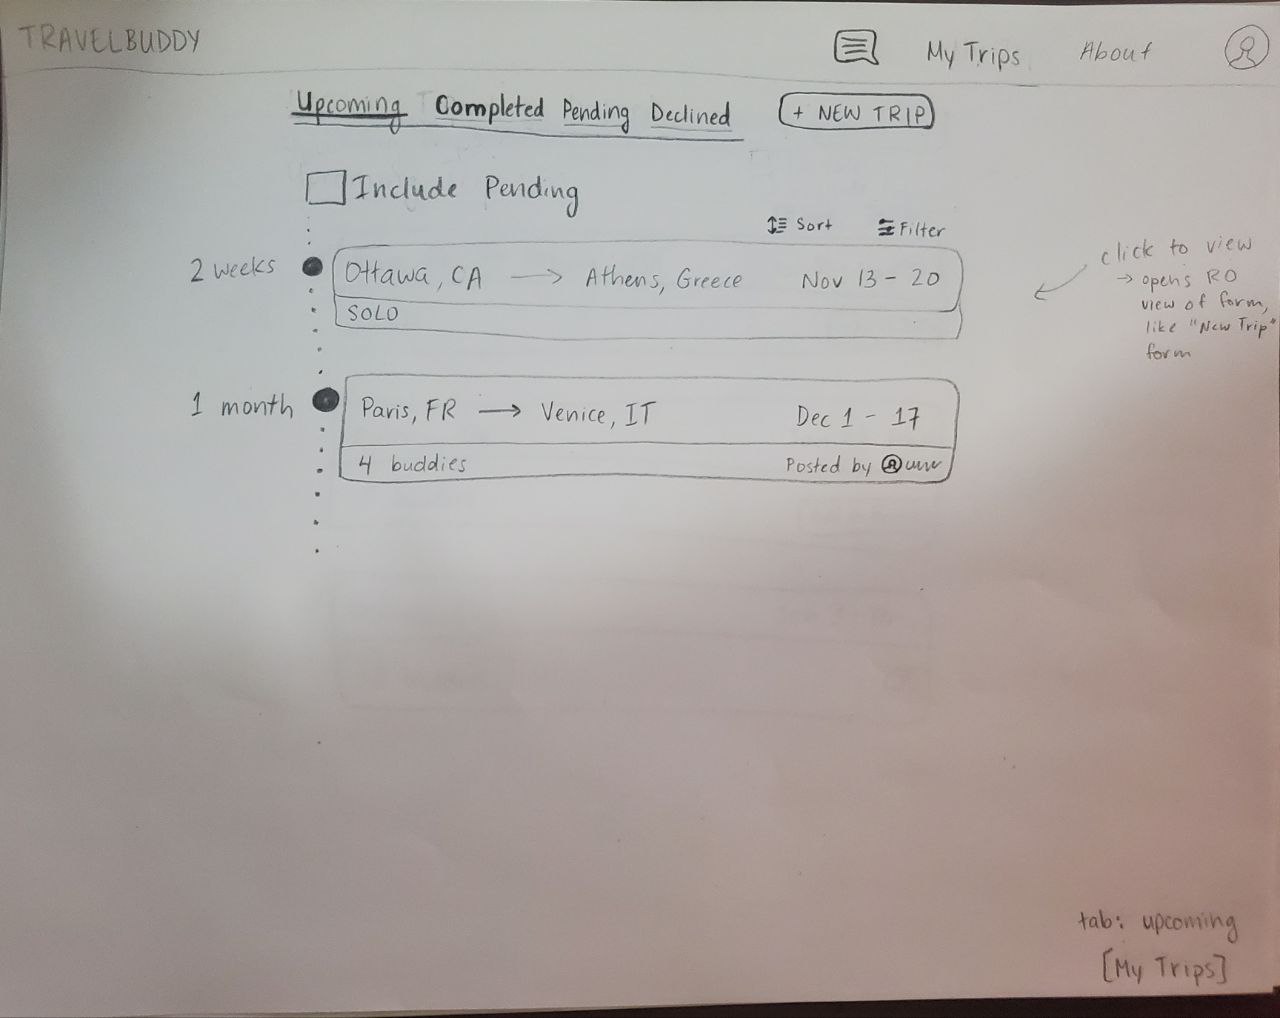 TRAVELBUDDY
My Trips About
Upcoming Completed Pending Declined + NEW TRIP
Include Pending
Sort Filter
2 weeks
Ottawa, CA → Athens, Greece Nov 13 - 20
SOLO
click to view
→ opens RO
view of form,
like "New Trip"
form
1 month
Paris, FR → Venice, IT Dec 1 - 17
4 buddies Posted by
tab: upcoming
[My Trips]